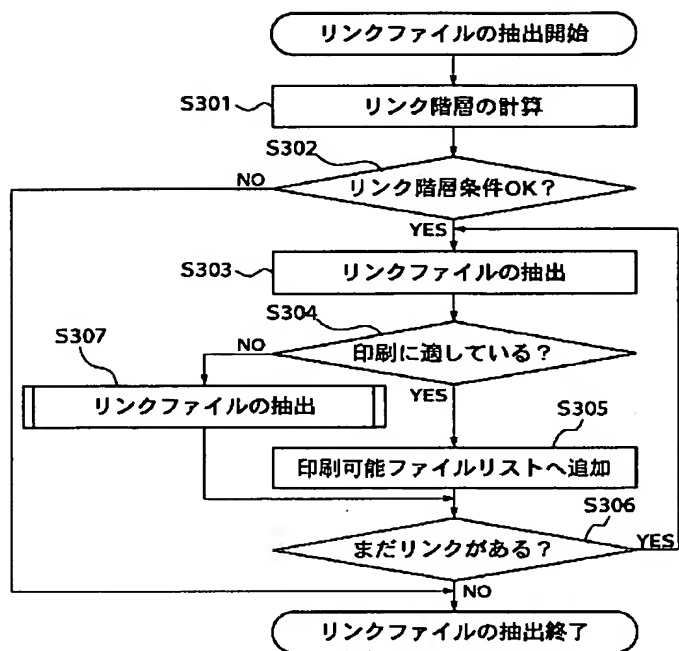 リンクファイルの抽出開始
S301
リンク階層の計算
S302
NO
リンク階層条件OK?
YES
S303
リンクファイルの抽出
S304
S307
NO
印刷に適している?
リンクファイルの抽出
YES
S305
印刷可能ファイルリストへ追加
S306
まだリンクがある?
YES
NO
リンクファイルの抽出終了